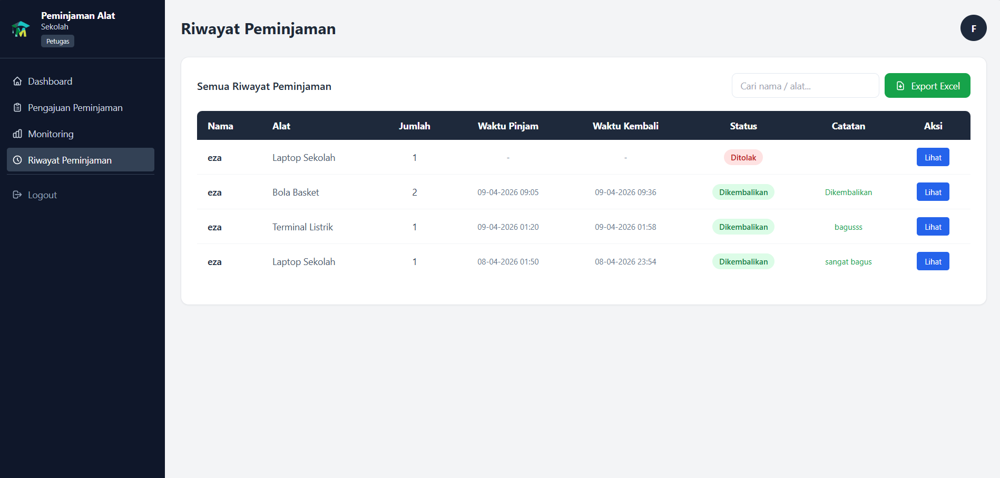 Peminjaman Alat
Sekolah
Petugas
Dashboard
Pengajuan Peminjaman
Monitoring
Riwayat Peminjaman
Logout
Riwayat Peminjaman
F
Semua Riwayat Peminjaman
Cari nama / alat...
Export Excel
Nama Alat Jumlah Waktu Pinjam Waktu Kembali Status Catatan Aksi
eza Laptop Sekolah 1 - - Ditolak Lihat
eza Bola Basket 2 09-04-2026 09:05 09-04-2026 09:36 Dikembalikan Dikembalikan Lihat
eza Terminal Listrik 1 09-04-2026 01:20 09-04-2026 01:58 Dikembalikan bagusss Lihat
eza Laptop Sekolah 1 08-04-2026 01:50 08-04-2026 23:54 Dikembalikan sangat bagus Lihat